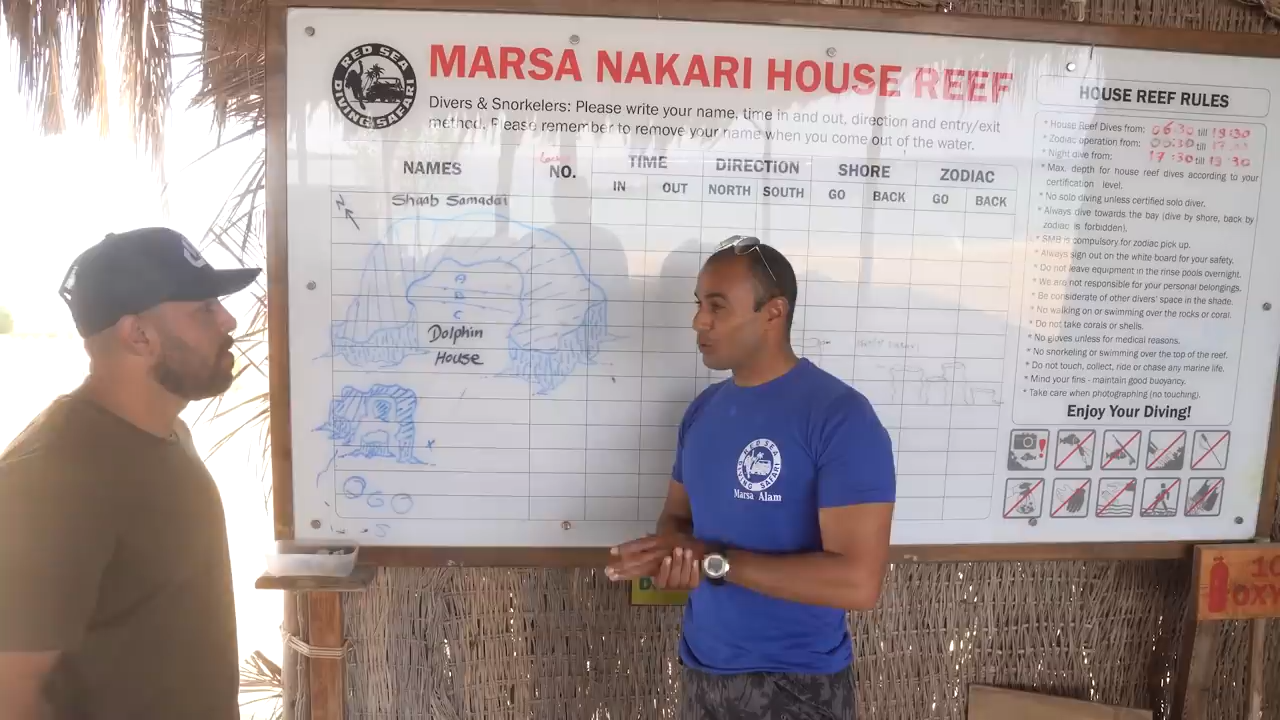 RED SEA
DIVING SAFARI
MARSA NAKARI HOUSE REEF
Divers & Snorkelers: Please write your name, time in and out, direction and entry/exit
method. Please remember to remove your name when you come out of the water.
NAMES
NO.
TIME
DIRECTION
SHORE
ZODIAC
IN
OUT
NORTH
SOUTH
GO
BACK
GO
BACK
N
Shaab Samadai
A
B
C
Dolphin
House
x
S
HOUSE REEF RULES
* House Reef Dives from: 06:30 till 19:30
* Zodiac operation from: 06:30 till 17
* Night dive from: 17:30 till 19:30
* Max. depth for house reef dives according to your
certification level.
* No solo diving unless certified solo diver.
* Always dive towards the bay (dive by shore, back by
zodiac is forbidden).
* SMB is compulsory for zodiac pick up.
* Always sign out on the white board for your safety.
* Do not leave equipment in the rinse pools overnight.
* We are not responsible for your personal belongings.
* Be considerate of other divers' space in the shade.
* No walking on or swimming over the rocks or coral.
* Do not take corals or shells.
* No gloves unless for medical reasons.
* No snorkeling or swimming over the top of the reef.
* Do not touch, collect, ride or chase any marine life.
* Mind your fins - maintain good buoyancy.
* Take care when photographing (no touching).
Enjoy Your Diving!
RED SEA
DIVING SAFARI
Marsa Alam
10
OXY